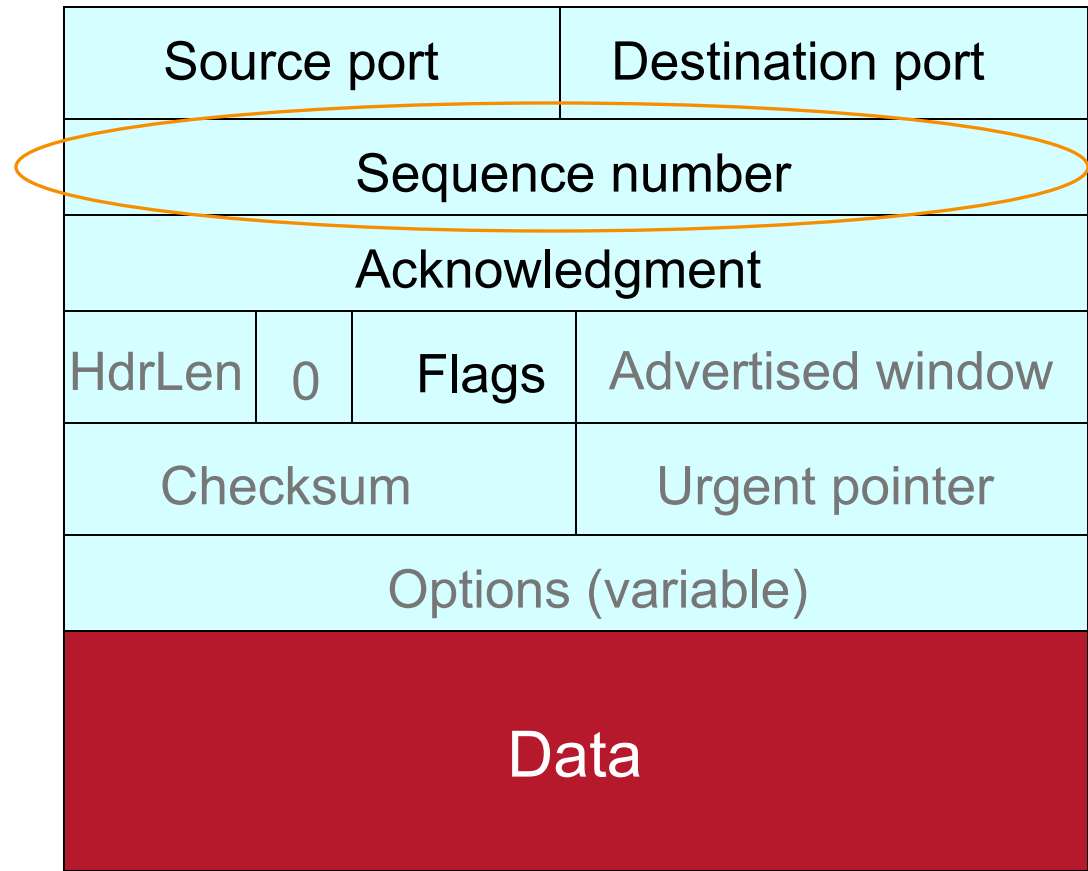 Source port Destination port
Sequence number
Acknowledgment
HdrLen 0 Flags Advertised window
Checksum Urgent pointer
Options (variable)
Data